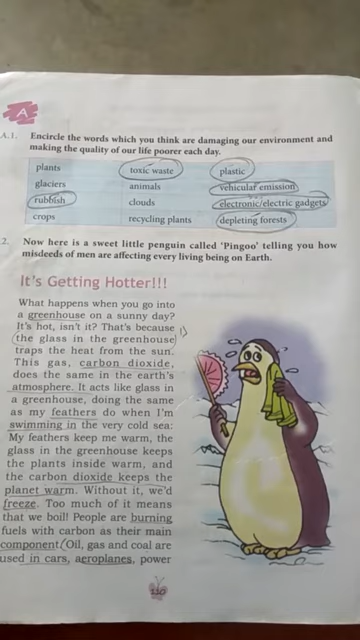 A
A.1. Encircle the words which you think are damaging our environment and
making the quality of our life poorer each day.
plants toxic waste plastic
glaciers animals vehicular emission
rubbish clouds electronic/electric gadgets
crops recycling plants depleting forests
2. Now here is a sweet little penguin called 'Pingoo' telling you how
misdeeds of men are affecting every living being on Earth.
It's Getting Hotter!!!
What happens when you go into
a greenhouse on a sunny day?
It's hot, isn't it? That's because
the glass in the greenhouse
traps the heat from the sun.
This gas, carbon dioxide,
does the same in the earth's
atmosphere. It acts like glass in
a greenhouse, doing the same
as my feathers do when I'm
swimming in the very cold sea:
My feathers keep me warm, the
glass in the greenhouse keeps
the plants inside warm, and
the carbon dioxide keeps the
planet warm. Without it, we'd
freeze. Too much of it means
that we boil! People are burning
fuels with carbon as their main
component. Oil, gas and coal are
used in cars, aeroplanes, power
110